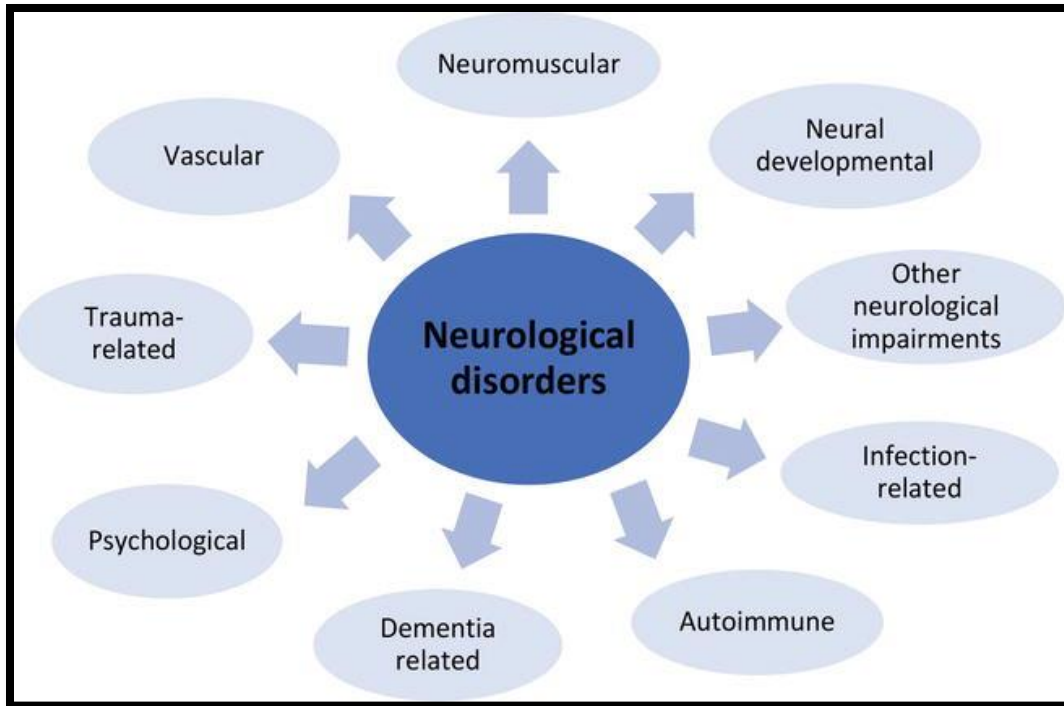 Neuromuscular
Neural
developmental
Other
neurological
impairments
Infection-
related
Autoimmune
Dementia
related
Psychological
Trauma-
related
Vascular
Neurological
disorders